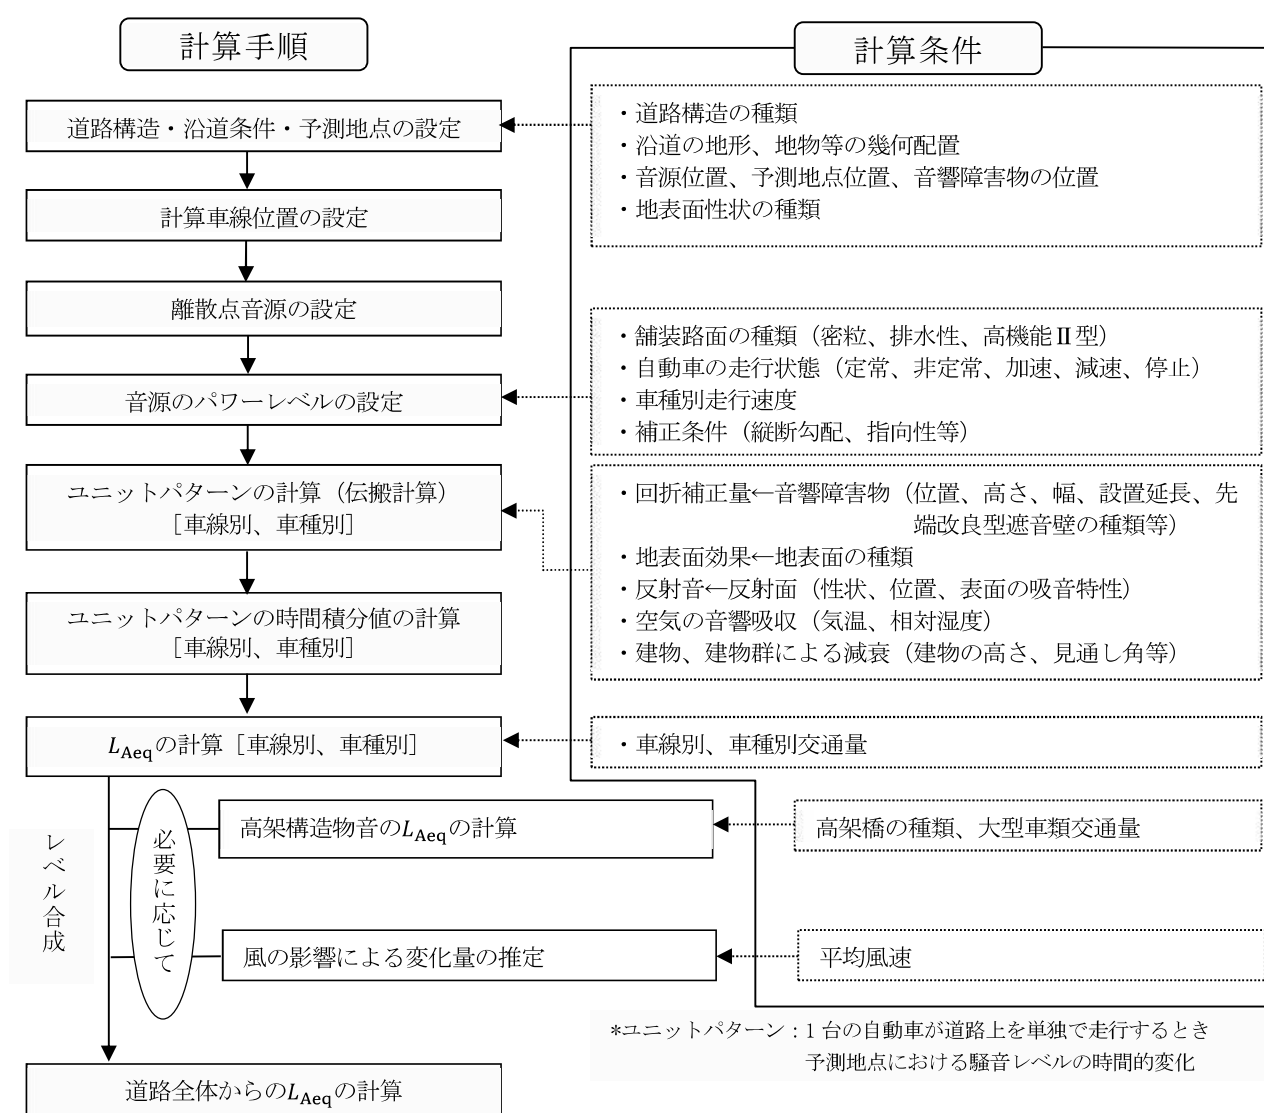 計算手順
計算条件
道路構造・沿道条件・予測地点の設定
・道路構造の種類
・沿道の地形、地物等の幾何配置
・音源位置、予測地点位置、音響障害物の位置
・地表面性状の種類
計算車線位置の設定
離散点音源の設定
音源のパワーレベルの設定
・舗装路面の種類（密粒、排水性、高機能Ⅱ型）
・自動車の走行状態（定常、非定常、加速、減速、停止）
・車種別走行速度
・補正条件（縦断勾配、指向性等）
ユニットパターンの計算（伝搬計算）
［車線別、車種別］
・回折補正量←音響障害物（位置、高さ、幅、設置延長、先
端改良型遮音壁の種類等）
・地表面効果←地表面の種類
・反射音←反射面（性状、位置、表面の吸音特性）
・空気の音響吸収（気温、相対湿度）
・建物、建物群による減衰（建物の高さ、見通し角等）
ユニットパターンの時間積分値の計算
［車線別、車種別］
LAeqの計算［車線別、車種別］
・車線別、車種別交通量
レベル合成
必要に応じて
高架構造物音のLAeqの計算
高架橋の種類、大型車類交通量
風の影響による変化量の推定
平均風速
*ユニットパターン：1 台の自動車が道路上を単独で走行するとき
予測地点における騒音レベルの時間的変化
道路全体からのLAeqの計算